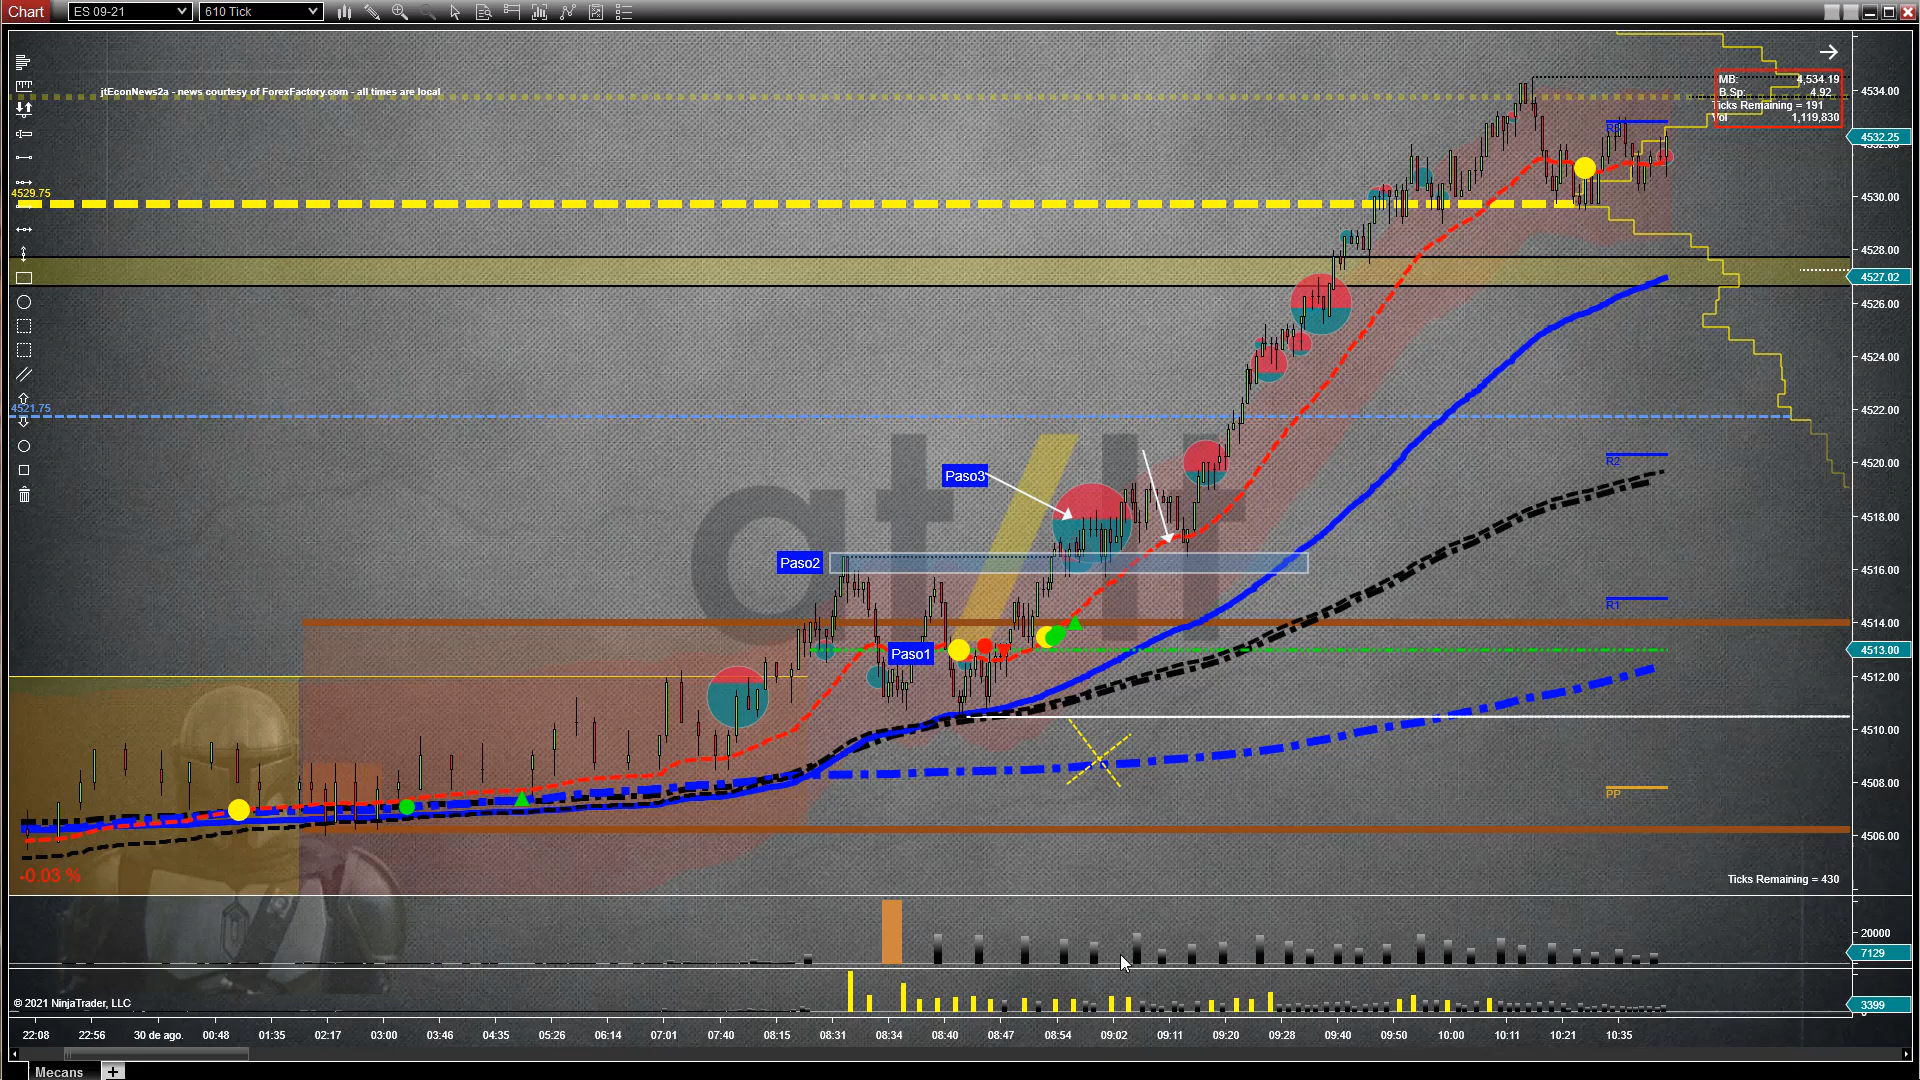 Chart
ES 09-21
610 Tick
jtEconNews2a - news courtesy of ForexFactory.com - all times are local
MB: 4,534.19
B.Sp: 4.92
Ticks Remaining = 191
Vol 1,119,830
4534.00
4532.25
4532.00
R3
4529.75
4530.00
4528.00
4527.02
4526.00
4524.00
4521.75
4522.00
R2
4520.00
Paso3
4518.00
Paso2
4516.00
at/lt
R1
4514.00
Paso1
4513.00
4512.00
4510.00
4508.00
PP
4506.00
-0.03 %
Ticks Remaining = 430
20000
7129
© 2021 NinjaTrader, LLC
3399
22:08 22:56 30 de ago. 00:48 01:35 02:17 03:00 03:46 04:35 05:26 06:14 07:01 07:40 08:15 08:31 08:34 08:40 08:47 08:54 09:02 09:11 09:20 09:28 09:40 09:50 10:00 10:11 10:21 10:35
Mecans